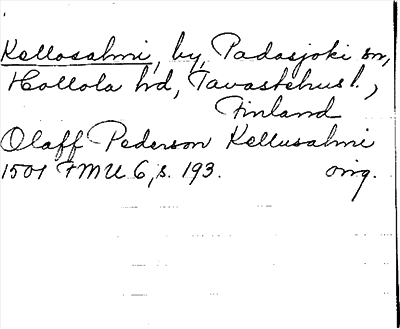 Kellosalmi, by, Padasjoki sn,
Hollola hd, Tavastehus l.,
Finland
Olaff Pederson Kellusalmi
1501 FMU 6, s. 193. orig.